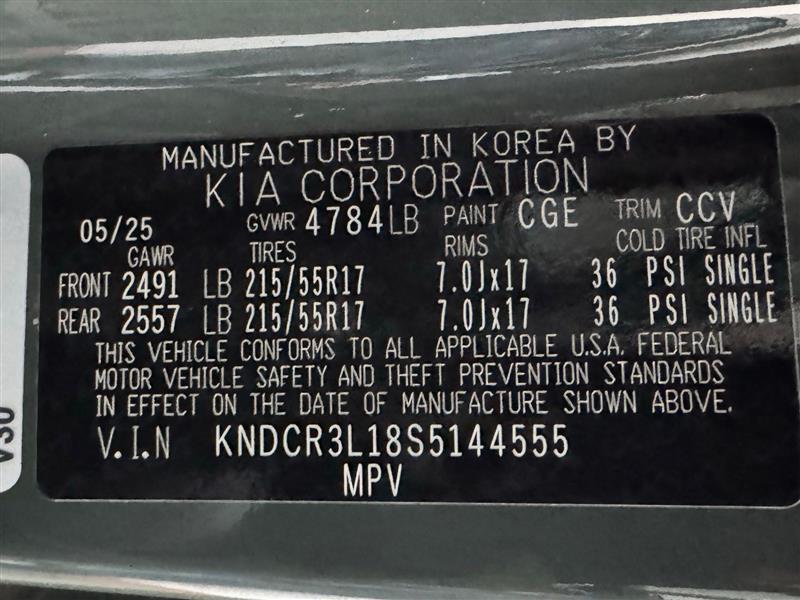 MANUFACTURED IN KOREA BY
KIA CORPORATION
05/25 GVWR 4784LB PAINT CGE TRIM CCV
GAWR TIRES RIMS COLD TIRE INFL
FRONT 2491 LB 215/55R17 7.0Jx17 36 PSI SINGLE
REAR 2557 LB 215/55R17 7.0Jx17 36 PSI SINGLE
THIS VEHICLE CONFORMS TO ALL APPLICABLE U.S.A. FEDERAL
MOTOR VEHICLE SAFETY AND THEFT PREVENTION STANDARDS
IN EFFECT ON THE DATE OF MANUFACTURE SHOWN ABOVE.
V.I.N KNDCR3L18S5144555
MPV